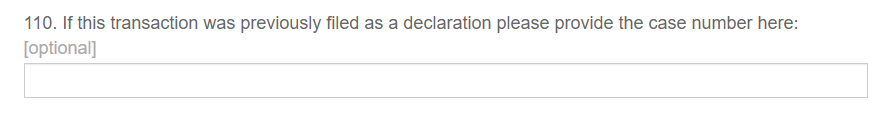 110. If this transaction was previously filed as a declaration please provide the case number here:
[optional]